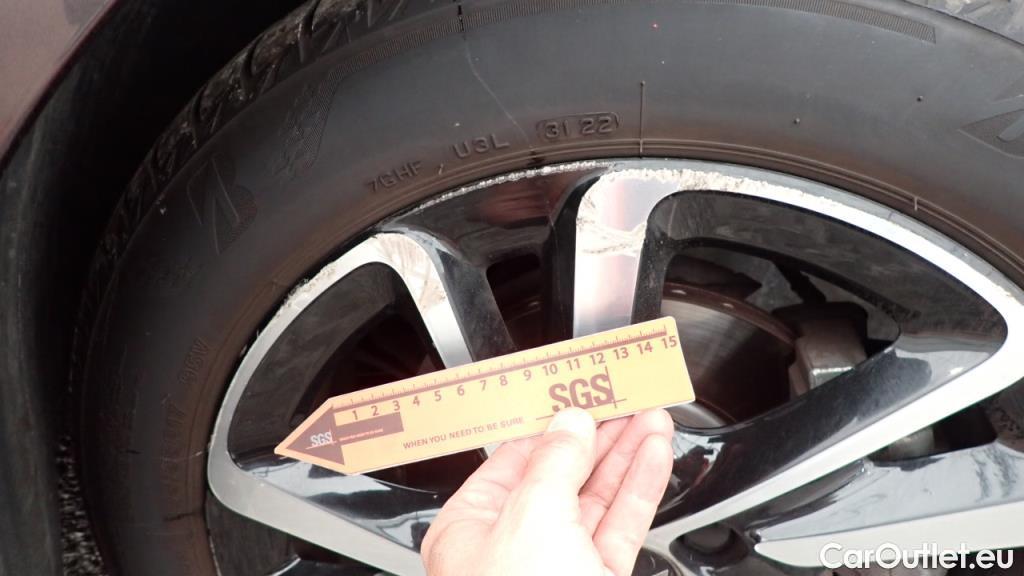 7GHF U3L 3122
1 2 3 4 5 6 7 8 9 10 11 12 13 14 15
SGS
SGS
WHEN YOU NEED TO BE SURE
CarOutlet.eu